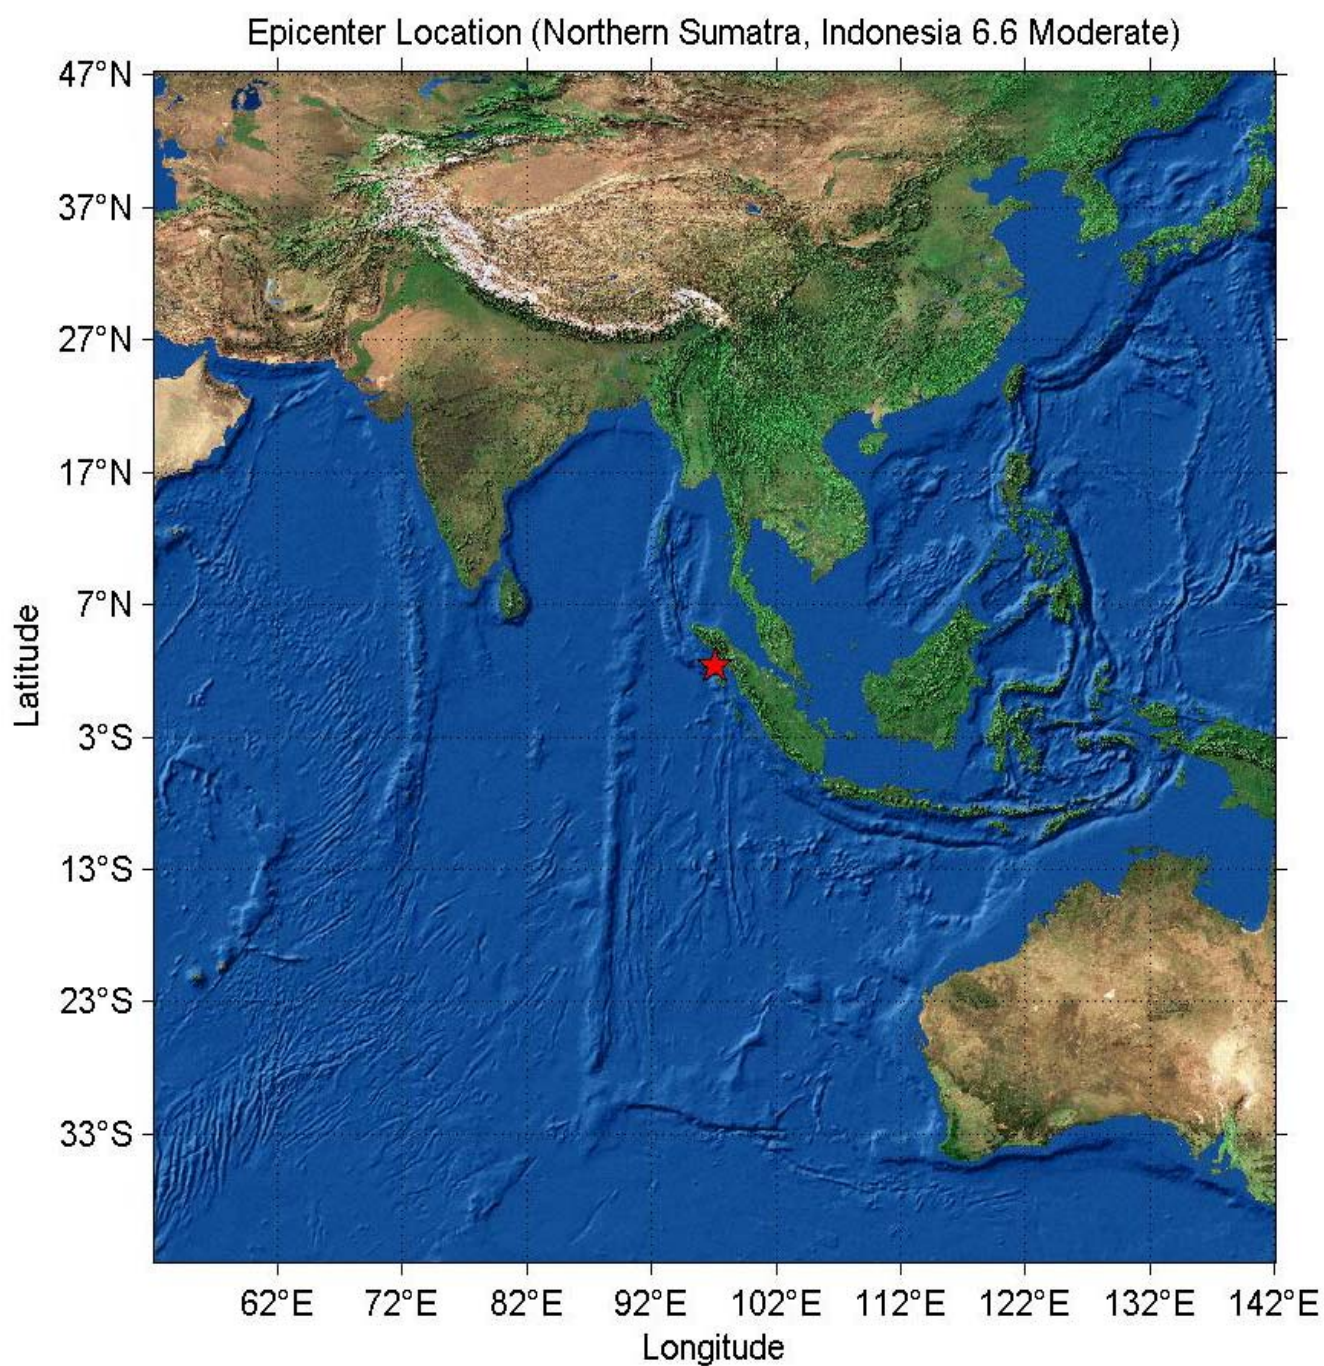 Epicenter Location (Northern Sumatra, Indonesia 6.6 Moderate)
47°N
37°N
27°N
17°N
7°N
3°S
13°S
23°S
33°S
Latitude
62°E 72°E 82°E 92°E 102°E 112°E 122°E 132°E 142°E
Longitude